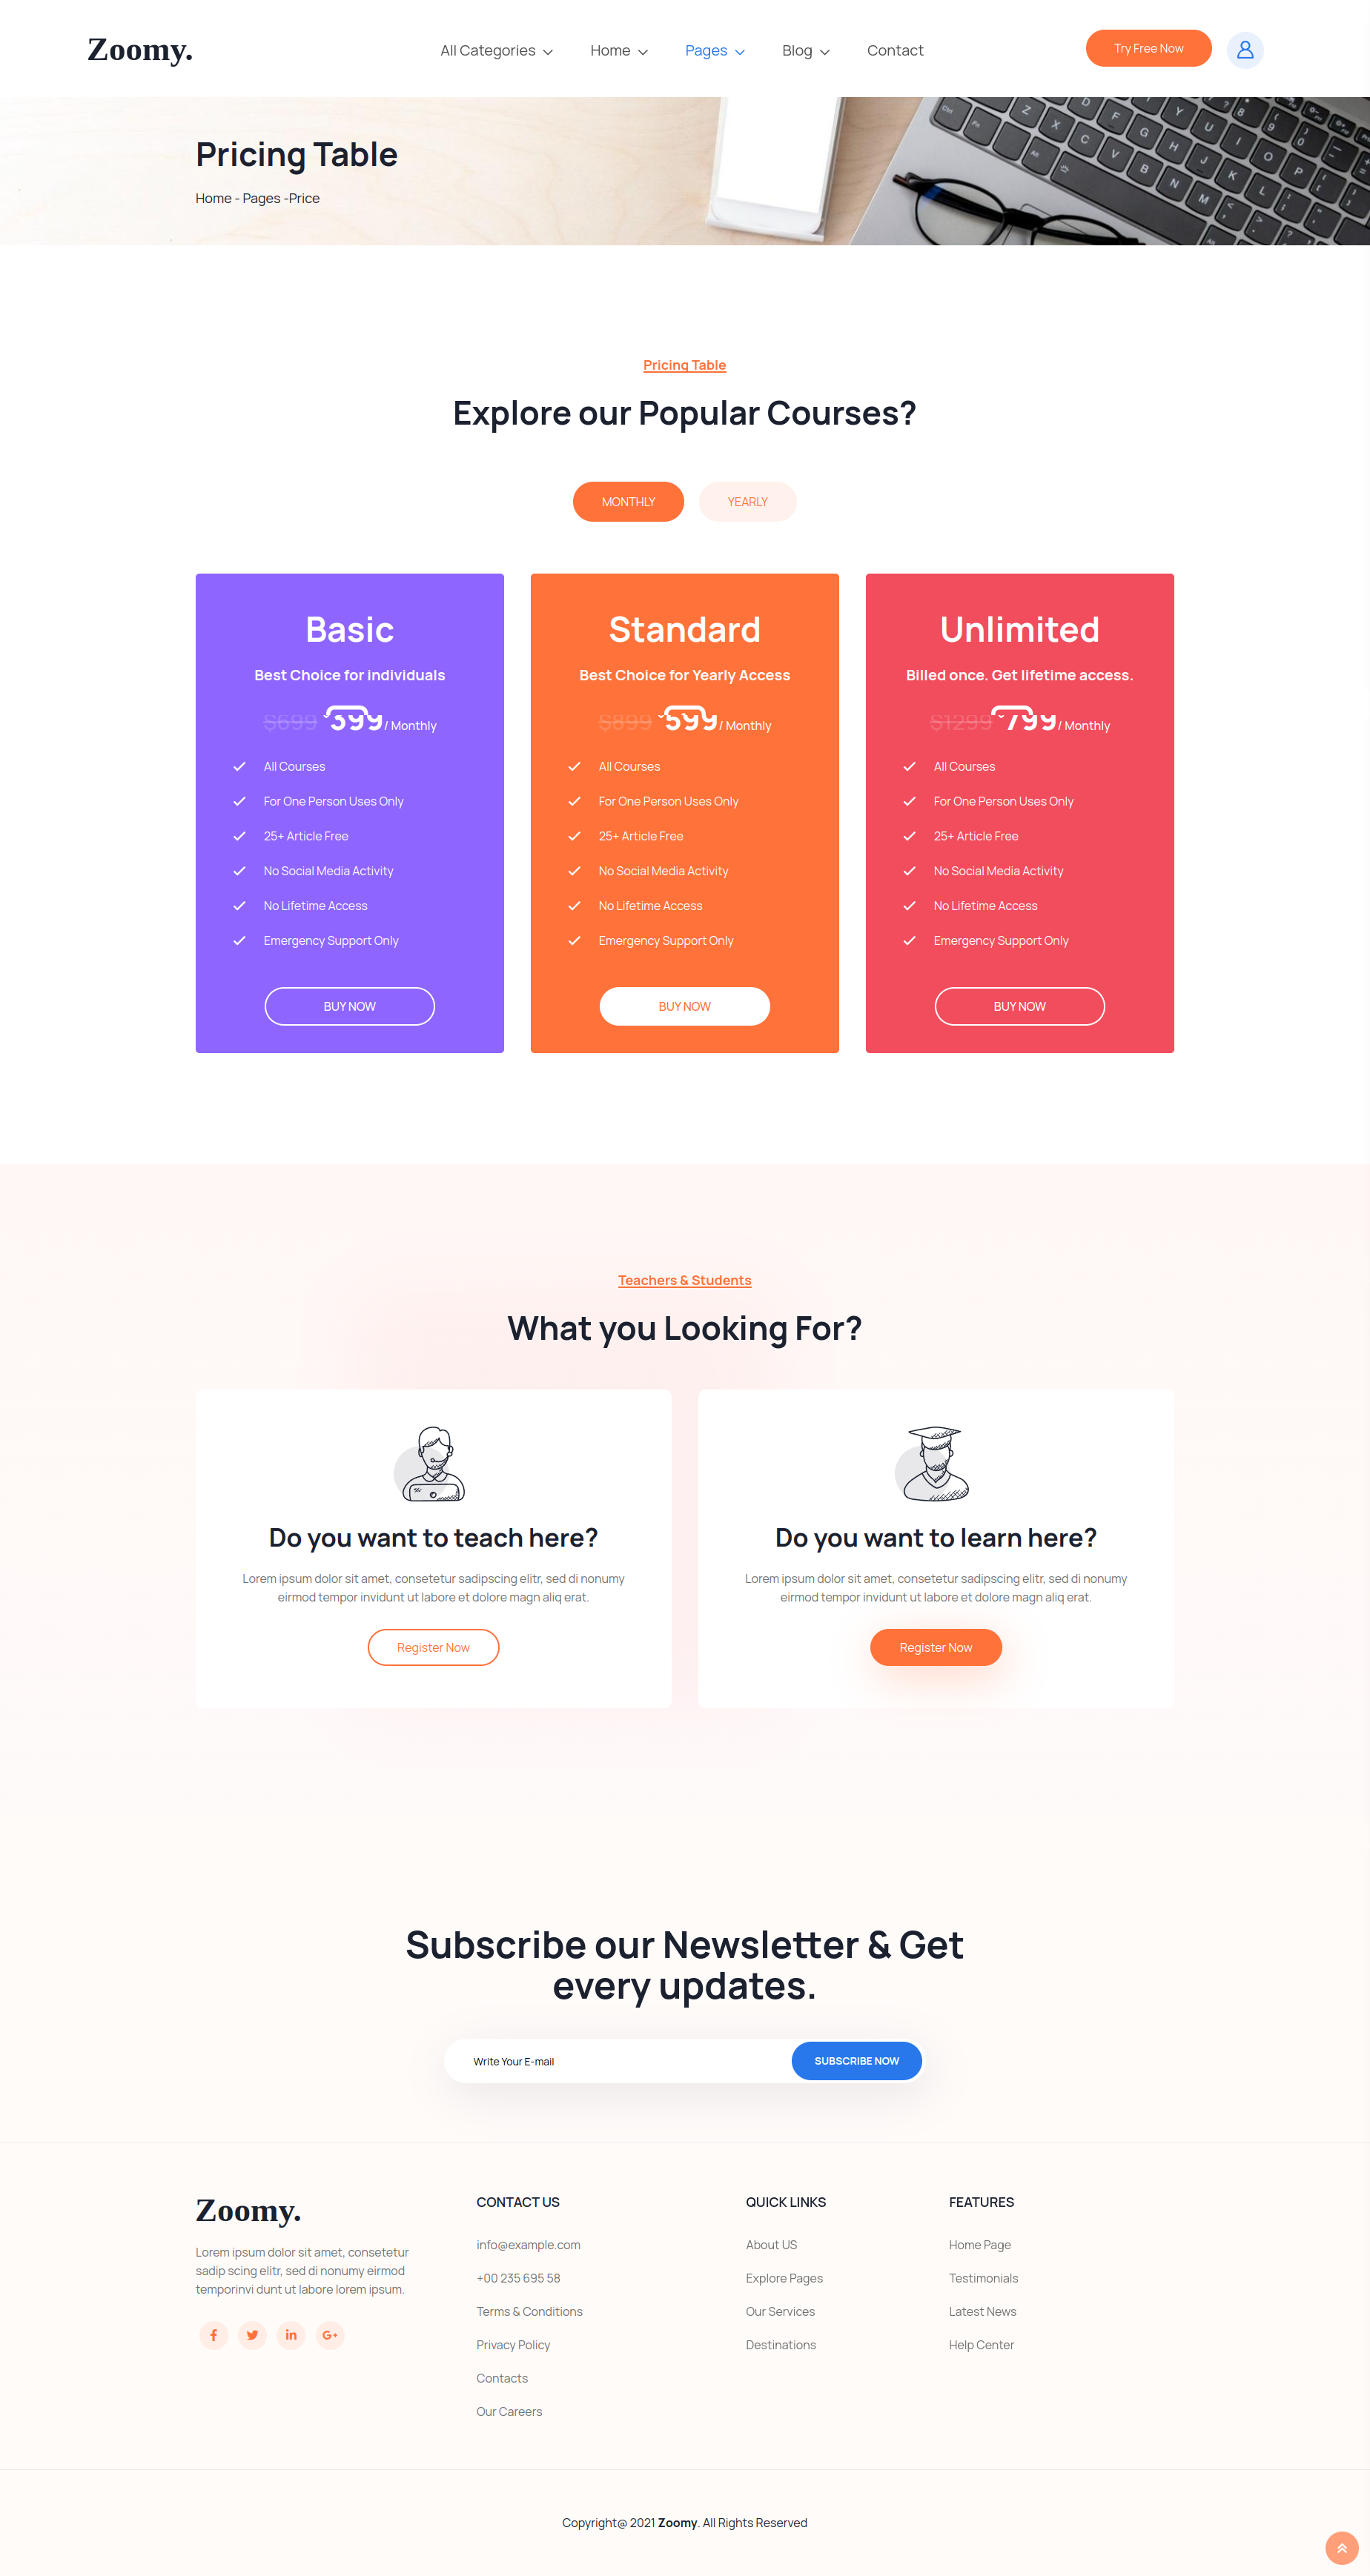 Zoomy.
All Categories
Home
Pages
Blog
Contact
Try Free Now
Pricing Table
Home - Pages -Price
Pricing Table
Explore our Popular Courses?
MONTHLY
YEARLY
Basic
Best Choice for individuals
$699 / Monthly
All Courses
For One Person Uses Only
25+ Article Free
No Social Media Activity
No Lifetime Access
Emergency Support Only
BUY NOW
Standard
Best Choice for Yearly Access
$899 599/ Monthly
All Courses
For One Person Uses Only
25+ Article Free
No Social Media Activity
No Lifetime Access
Emergency Support Only
BUY NOW
Unlimited
Billed once. Get lifetime access.
$1299 799/ Monthly
All Courses
For One Person Uses Only
25+ Article Free
No Social Media Activity
No Lifetime Access
Emergency Support Only
BUY NOW
Teachers & Students
What you Looking For?
Do you want to teach here?
Lorem ipsum dolor sit amet, consetetur sadipscing elitr, sed di nonumy
eirmod tempor invidunt ut labore et dolore magn aliq erat.
Register Now
Do you want to learn here?
Lorem ipsum dolor sit amet, consetetur sadipscing elitr, sed di nonumy
eirmod tempor invidunt ut labore et dolore magn aliq erat.
Register Now
Subscribe our Newsletter & Get
every updates.
Write Your E-mail
SUBSCRIBE NOW
Zoomy.
Lorem ipsum dolor sit amet, consetetur
sadip scing elitr, sed di nonumy eirmod
temporinvi dunt ut labore lorem ipsum.
CONTACT US
info@example.com
+00 235 695 58
Terms & Conditions
Privacy Policy
Contacts
Our Careers
QUICK LINKS
About US
Explore Pages
Our Services
Destinations
FEATURES
Home Page
Testimonials
Latest News
Help Center
Copyright@ 2021 Zoomy. All Rights Reserved